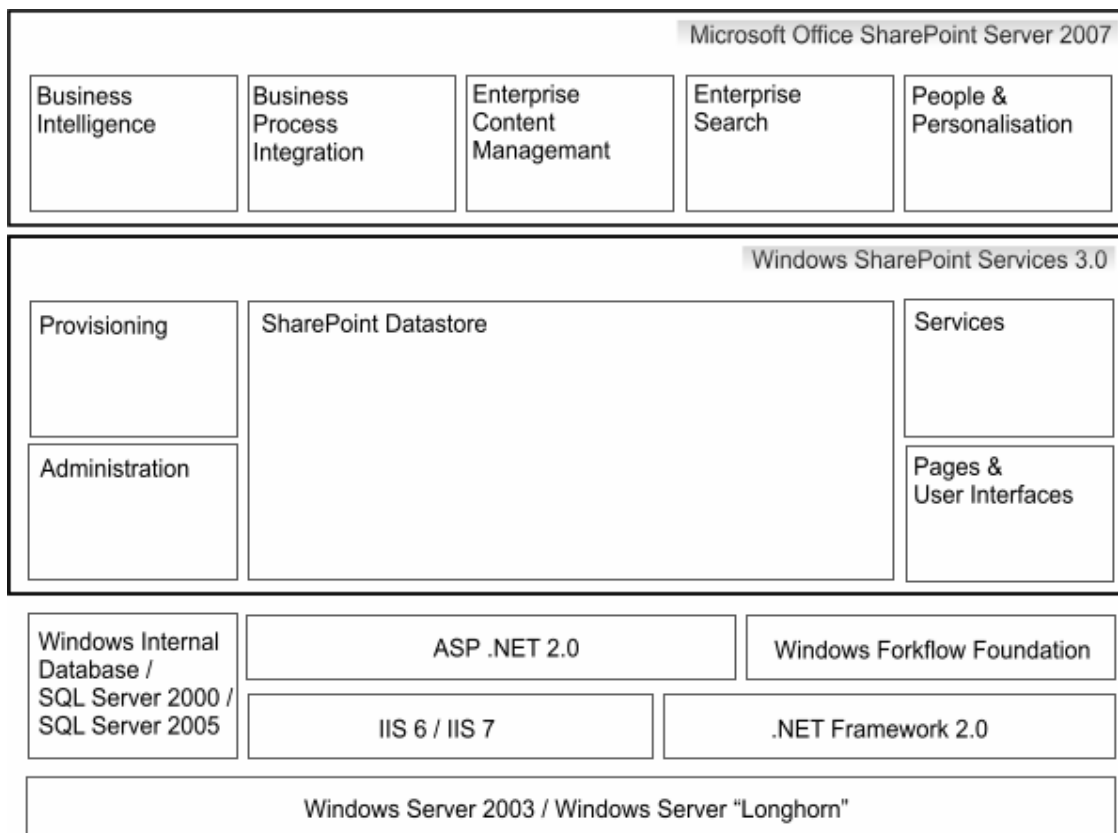 Microsoft Office SharePoint Server 2007
Business
Intelligence
Business
Process
Integration
Enterprise
Content
Managemant
Enterprise
Search
People &
Personalisation
Windows SharePoint Services 3.0
Provisioning
SharePoint Datastore
Services
Administration
Pages &
User Interfaces
Windows Internal
Database /
SQL Server 2000 /
SQL Server 2005
ASP .NET 2.0
Windows Forkflow Foundation
IIS 6 / IIS 7
.NET Framework 2.0
Windows Server 2003 / Windows Server “Longhorn”